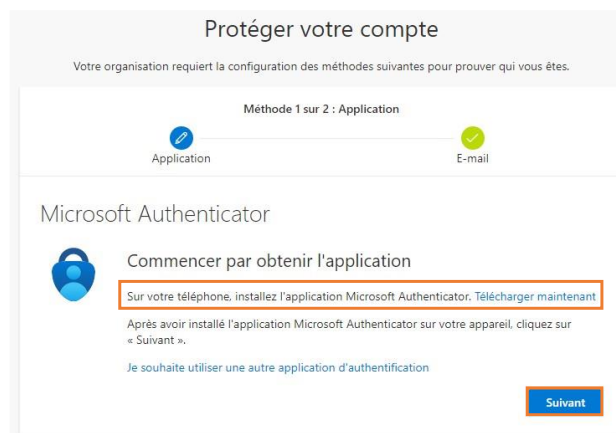 Protéger votre compte
Votre organisation requiert la configuration des méthodes suivantes pour prouver qui vous êtes.
Méthode 1 sur 2 : Application
Application
E-mail
Microsoft Authenticator
Commencer par obtenir l'application
Sur votre téléphone, installez l'application Microsoft Authenticator. Télécharger maintenant
Après avoir installé l'application Microsoft Authenticator sur votre appareil, cliquez sur
« Suivant ».
Je souhaite utiliser une autre application d'authentification
Suivant